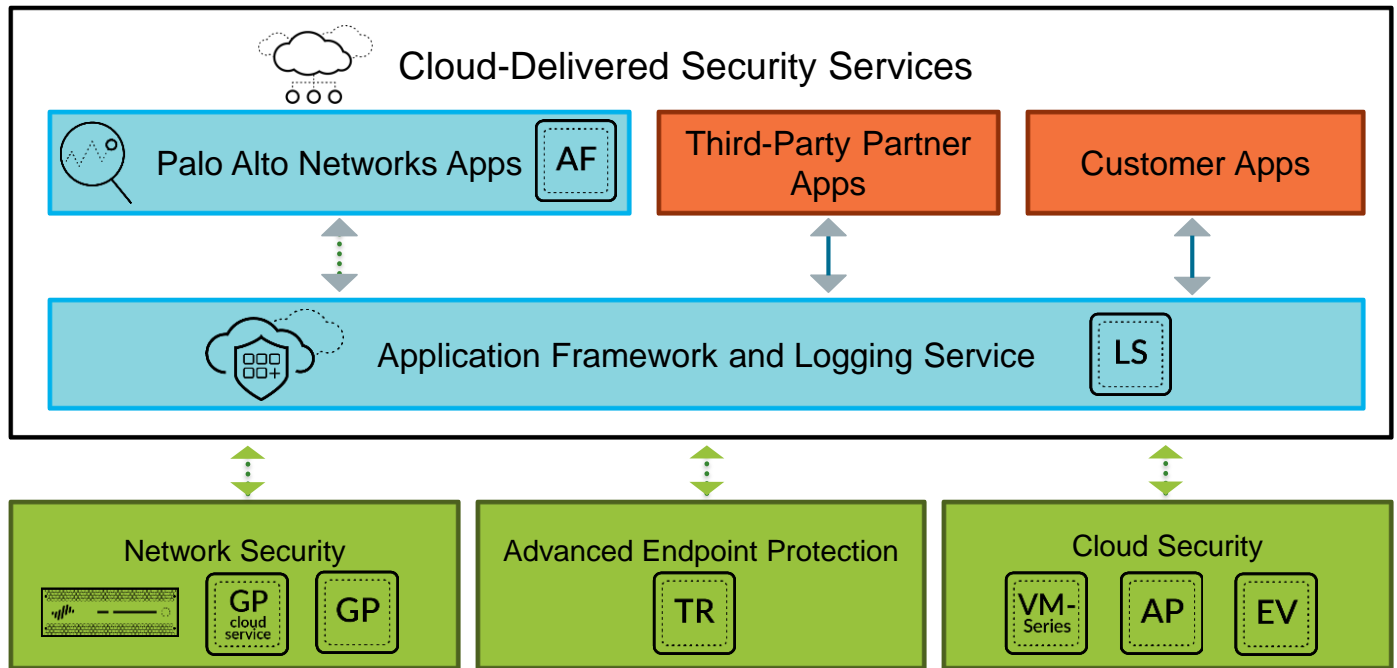 Cloud-Delivered Security Services
Palo Alto Networks Apps
AF
Third-Party Partner
Apps
Customer Apps
Application Framework and Logging Service
LS
Network Security
GP
cloud
service
GP
Advanced Endpoint Protection
TR
Cloud Security
VM-
Series
AP
EV